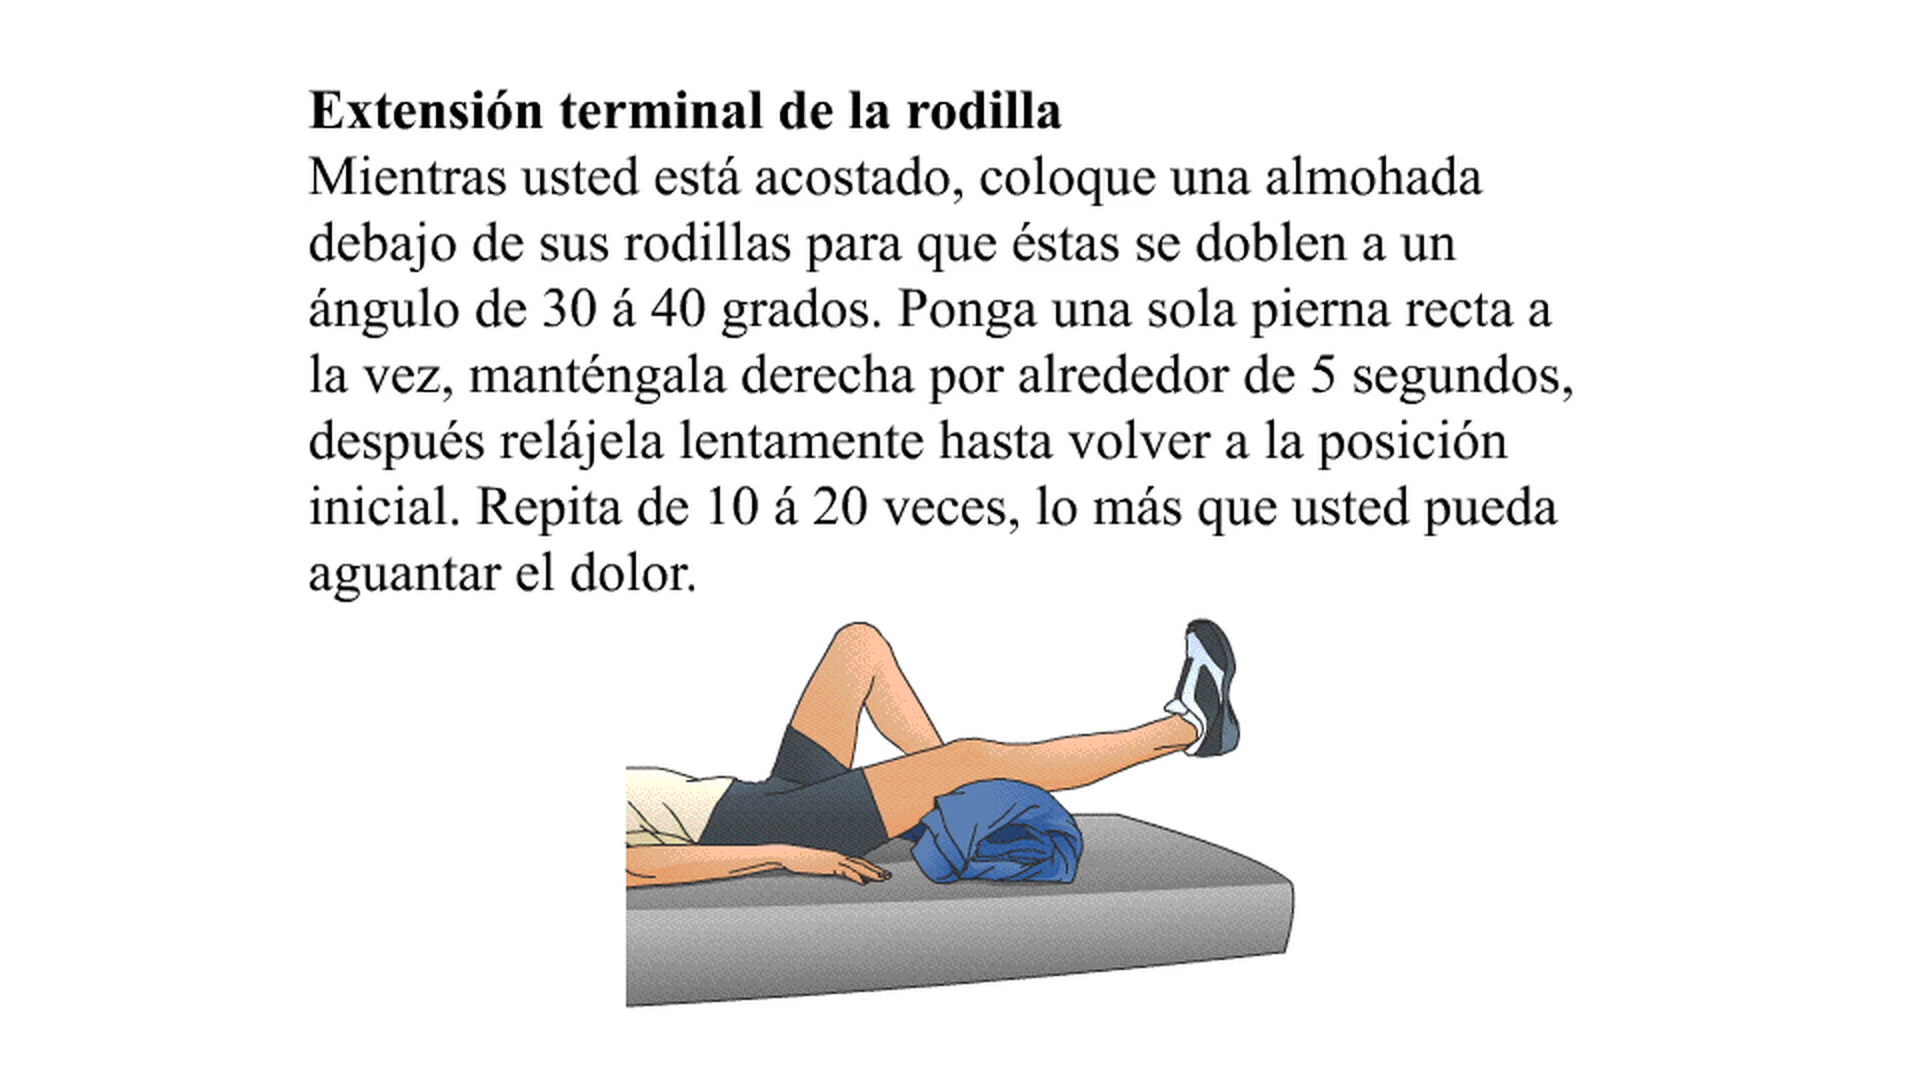 Extensión terminal de la rodilla
Mientras usted está acostado, coloque una almohada
debajo de sus rodillas para que éstas se doblen a un
ángulo de 30 á 40 grados. Ponga una sola pierna recta a
la vez, manténgala derecha por alrededor de 5 segundos,
después relájela lentamente hasta volver a la posición
inicial. Repita de 10 á 20 veces, lo más que usted pueda
aguantar el dolor.